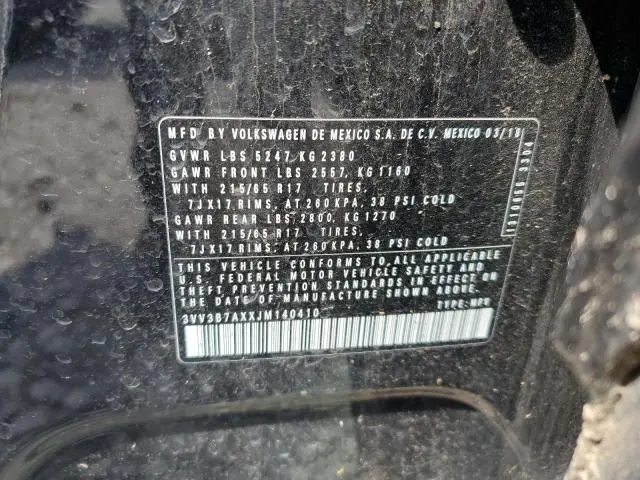 MFD BY VOLKSWAGEN DE MEXICO S.A. DE C.V. MEXICO 03/18
GVWR LBS 5247, KG 2380
GAWR FRONT LBS 2557, KG 1160
WITH 215/65 R17 TIRES,
7JX17 RIMS, AT 260 KPA, 38 PSI COLD
GAWR REAR LBS 2800, KG 1270
WITH 215/65 R17 TIRES,
7JX17 RIMS, AT 260 KPA, 38 PSI COLD
THIS VEHICLE CONFORMS TO ALL APPLICABLE
U.S. FEDERAL MOTOR VEHICLE SAFETY AND
THEFT PREVENTION STANDARDS IN EFFECT ON
THE DATE OF MANUFACTURE SHOWN ABOVE.
3VV3B7AXXJM140410 TYPE: MPV
3304